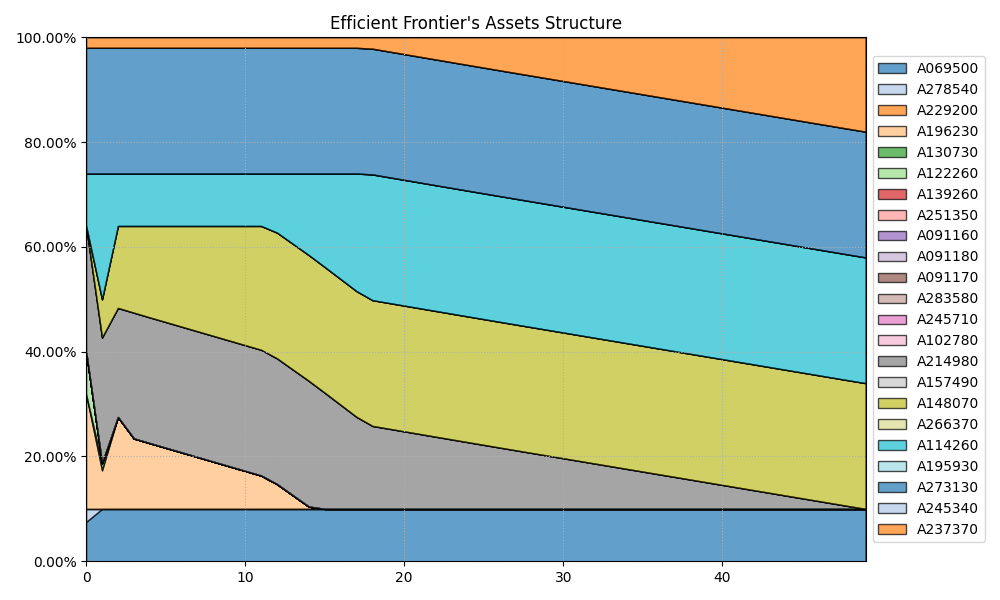 Efficient Frontier's Assets Structure
100.00%
80.00%
60.00%
40.00%
20.00%
0.00%
0
10
20
30
40
A069500
A278540
A229200
A196230
A130730
A122260
A139260
A251350
A091160
A091180
A091170
A283580
A245710
A102780
A214980
A157490
A148070
A266370
A114260
A195930
A273130
A245340
A237370